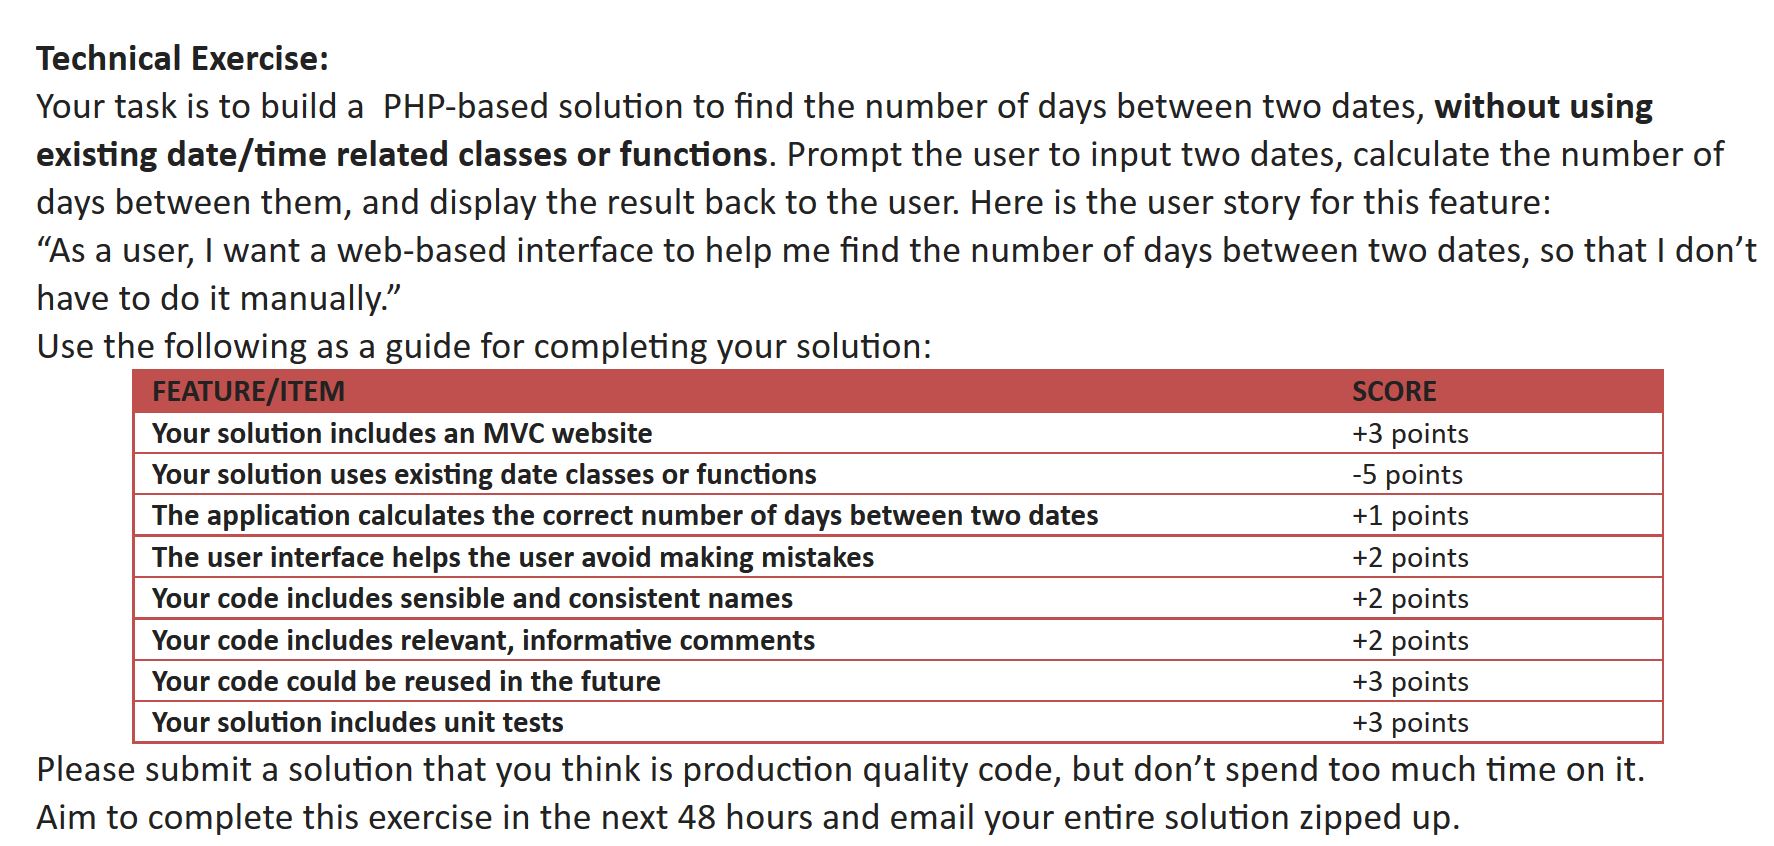 Technical Exercise:
Your task is to build a  PHP-based solution to find the number of days between two dates, without using
existing date/time related classes or functions. Prompt the user to input two dates, calculate the number of
days between them, and display the result back to the user. Here is the user story for this feature:
“As a user, I want a web-based interface to help me find the number of days between two dates, so that I don’t
have to do it manually.”
Use the following as a guide for completing your solution:
FEATURE/ITEM SCORE
Your solution includes an MVC website +3 points
Your solution uses existing date classes or functions -5 points
The application calculates the correct number of days between two dates +1 points
The user interface helps the user avoid making mistakes +2 points
Your code includes sensible and consistent names +2 points
Your code includes relevant, informative comments +2 points
Your code could be reused in the future +3 points
Your solution includes unit tests +3 points
Please submit a solution that you think is production quality code, but don’t spend too much time on it.
Aim to complete this exercise in the next 48 hours and email your entire solution zipped up.